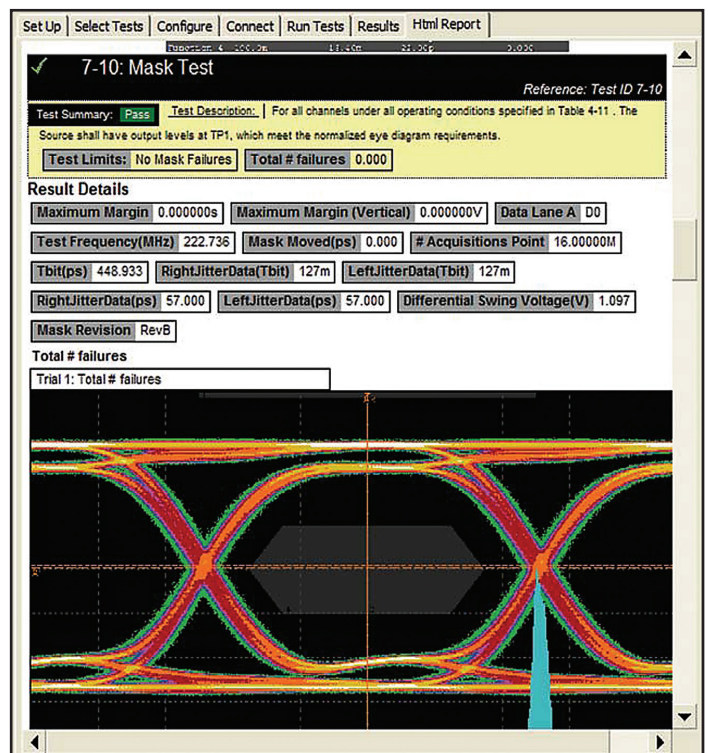 Set Up Select Tests Configure Connect Run Tests Results Html Report
7-10: Mask Test
Reference: Test ID 7-10
Test Summary: Pass Test Description: For all channels under all operating conditions specified in Table 4-11 . The
Source shall have output levels at TP1, which meet the normalized eye diagram requirements.
Test Limits: No Mask Failures Total # failures 0.000
Result Details
Maximum Margin 0.000000s Maximum Margin (Vertical) 0.000000V Data Lane A D0
Test Frequency(MHz) 222.736 Mask Moved(ps) 0.000 # Acquisitions Point 16.00000M
Tbit(ps) 448.933 RightJitterData(Tbit) 127m LeftJitterData(Tbit) 127m
RightJitterData(ps) 57.000 LeftJitterData(ps) 57.000 Differential Swing Voltage(V) 1.097
Mask Revision RevB
Total # failures
Trial 1: Total # failures